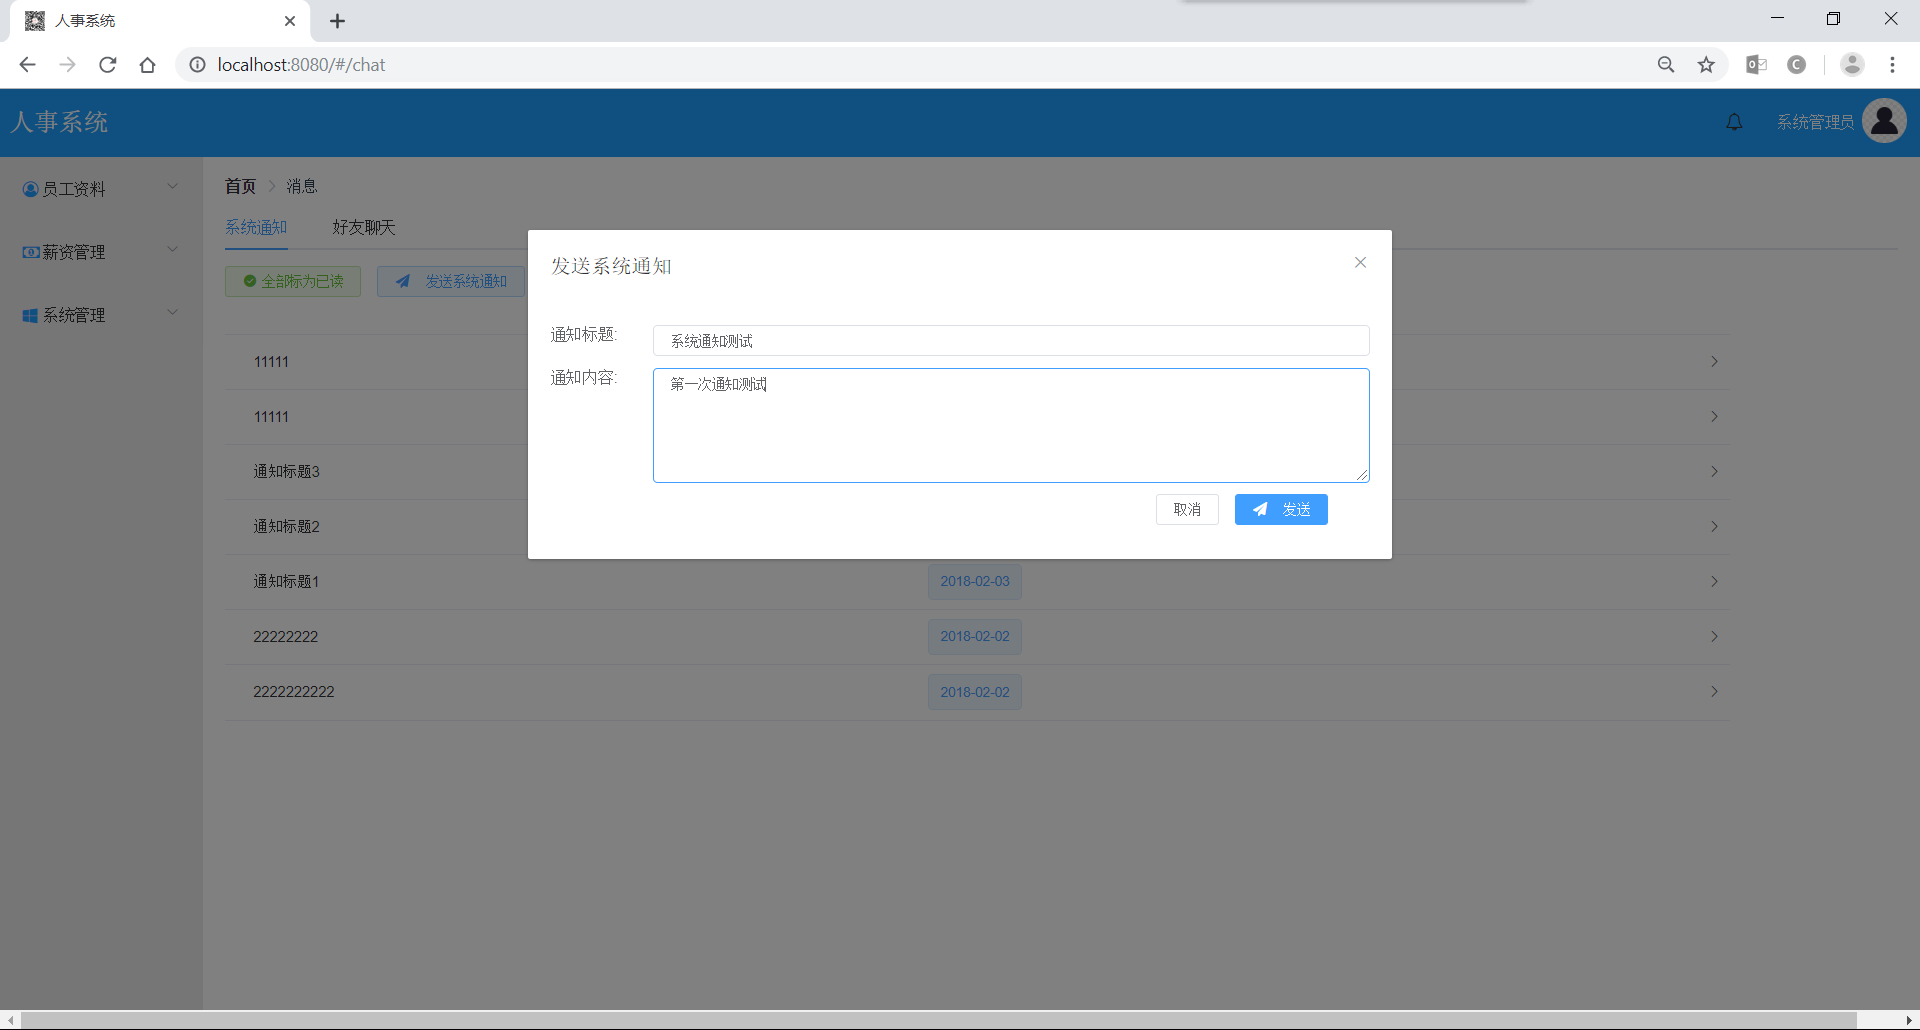 人事系统
localhost:8080/#/chat
人事系统
系统管理员
员工资料
薪资管理
系统管理
首页 > 消息
系统通知 好友聊天
全部标为已读 发送系统通知
11111
11111
通知标题3
通知标题2
通知标题1 2018-02-03
22222222 2018-02-02
2222222222 2018-02-02
发送系统通知
通知标题: 系统通知测试
通知内容: 第一次通知测试
取消 发送